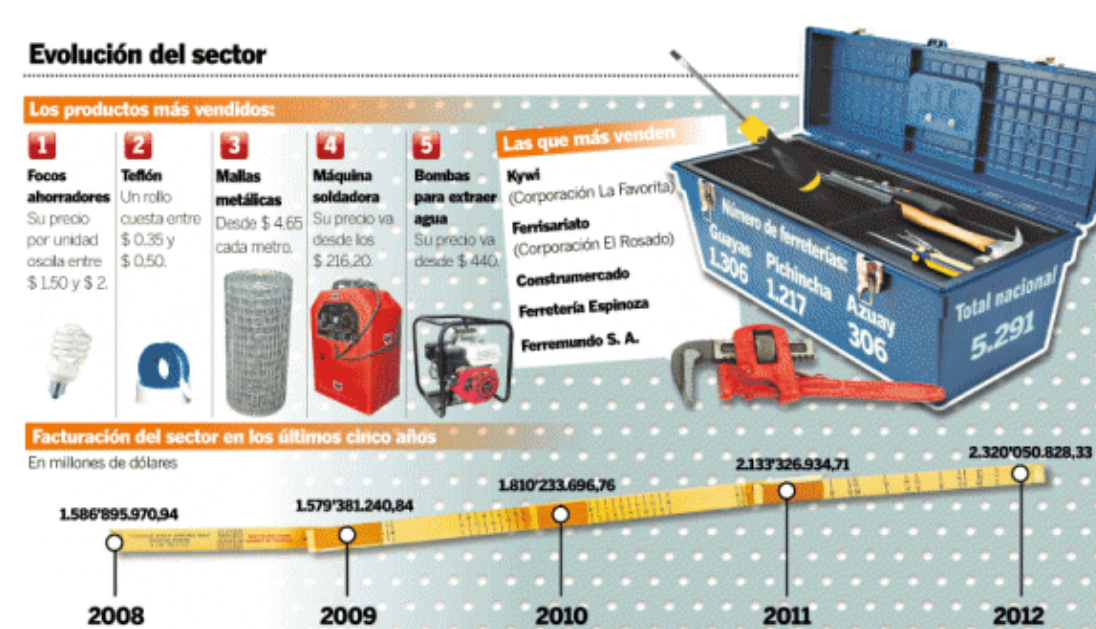 Evolución del sector
Los productos más vendidos:
1
Focos
ahorradores
Su precio
por unidad
oscila entre
$ 1.50 y $ 2.
2
Teflón
Un rollo
cuesta entre
$ 0.35 y
$ 0.50.
3
Mallas
metálicas
Desde $ 4.65
cada metro.
4
Máquina
soldadora
Su precio va
desde los
$ 216,20.
5
Bombas
para extraer
agua
Su precio va
desde $ 440.
Las que más venden
Kywi
(Corporación La Favorita)
Ferrisariato
(Corporación El Rosado)
Construmercado
Ferretería Espinoza
Ferremundo S. A.
Número de ferreterías:
Guayas
1.306
Pichincha
1.217
Azuay
306
Total nacional
5.291
Facturación del sector en los últimos cinco años
En millones de dólares
1.586'895.970,94
1.579'381.240,84
1.810'233.696,76
2.133'326.934,71
2.320'050.828,33
2008
2009
2010
2011
2012